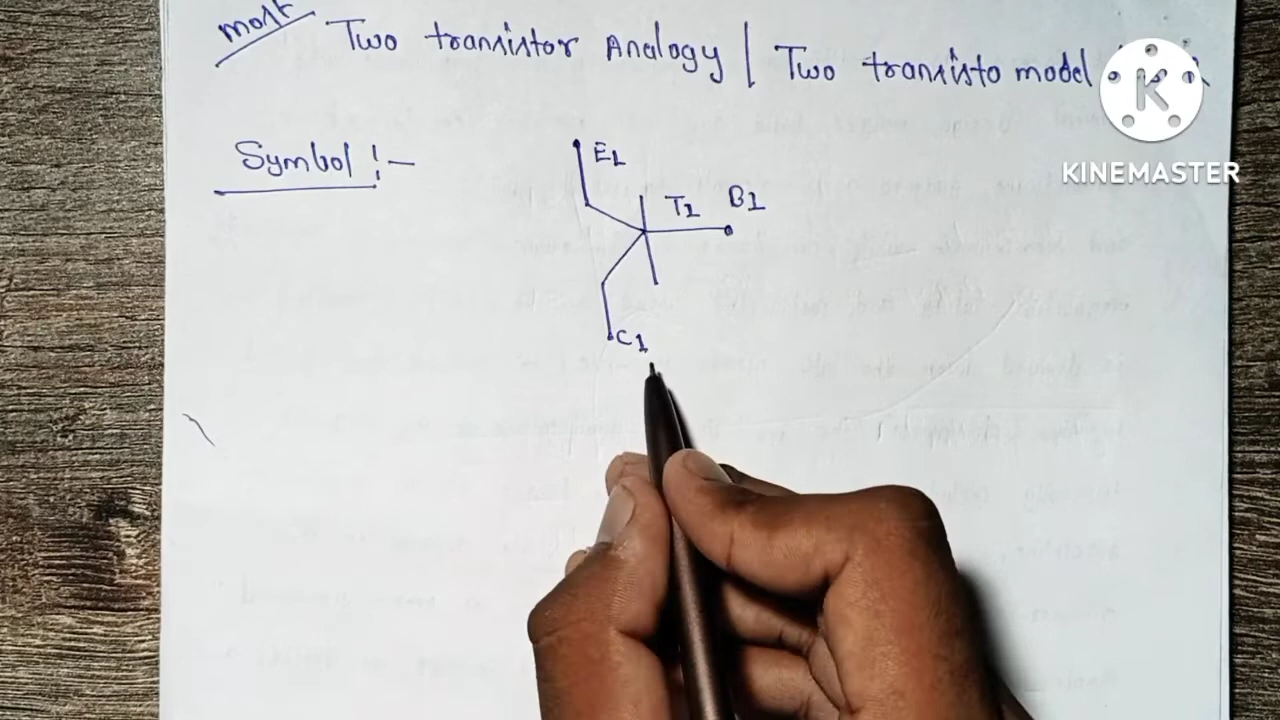 most
Two transistor Analogy | Two transisto model
K
KINEMASTER
Symbol :-
E1
T1 B1
C1